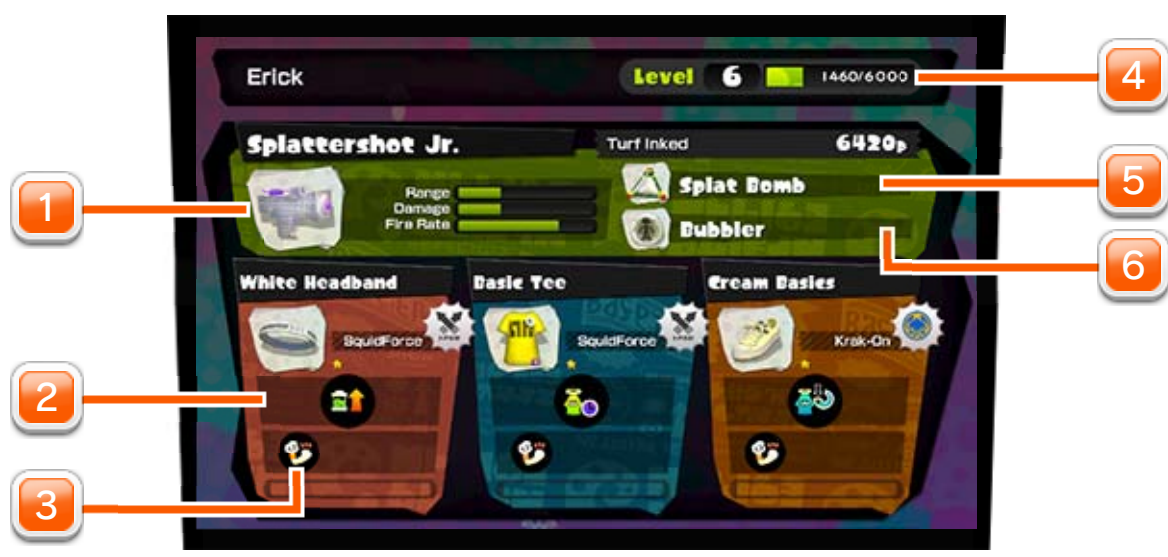 Erick
Level 6 1460/6000
4
Splattershot Jr.
Turf Inked 6420p
1
Range
Damage
Fire Rate
Splat Bomb
5
Bubbler
6
White Headband
Basic Tee
Cream Basics
SquidForce
SquidForce
Krak-On
2
3